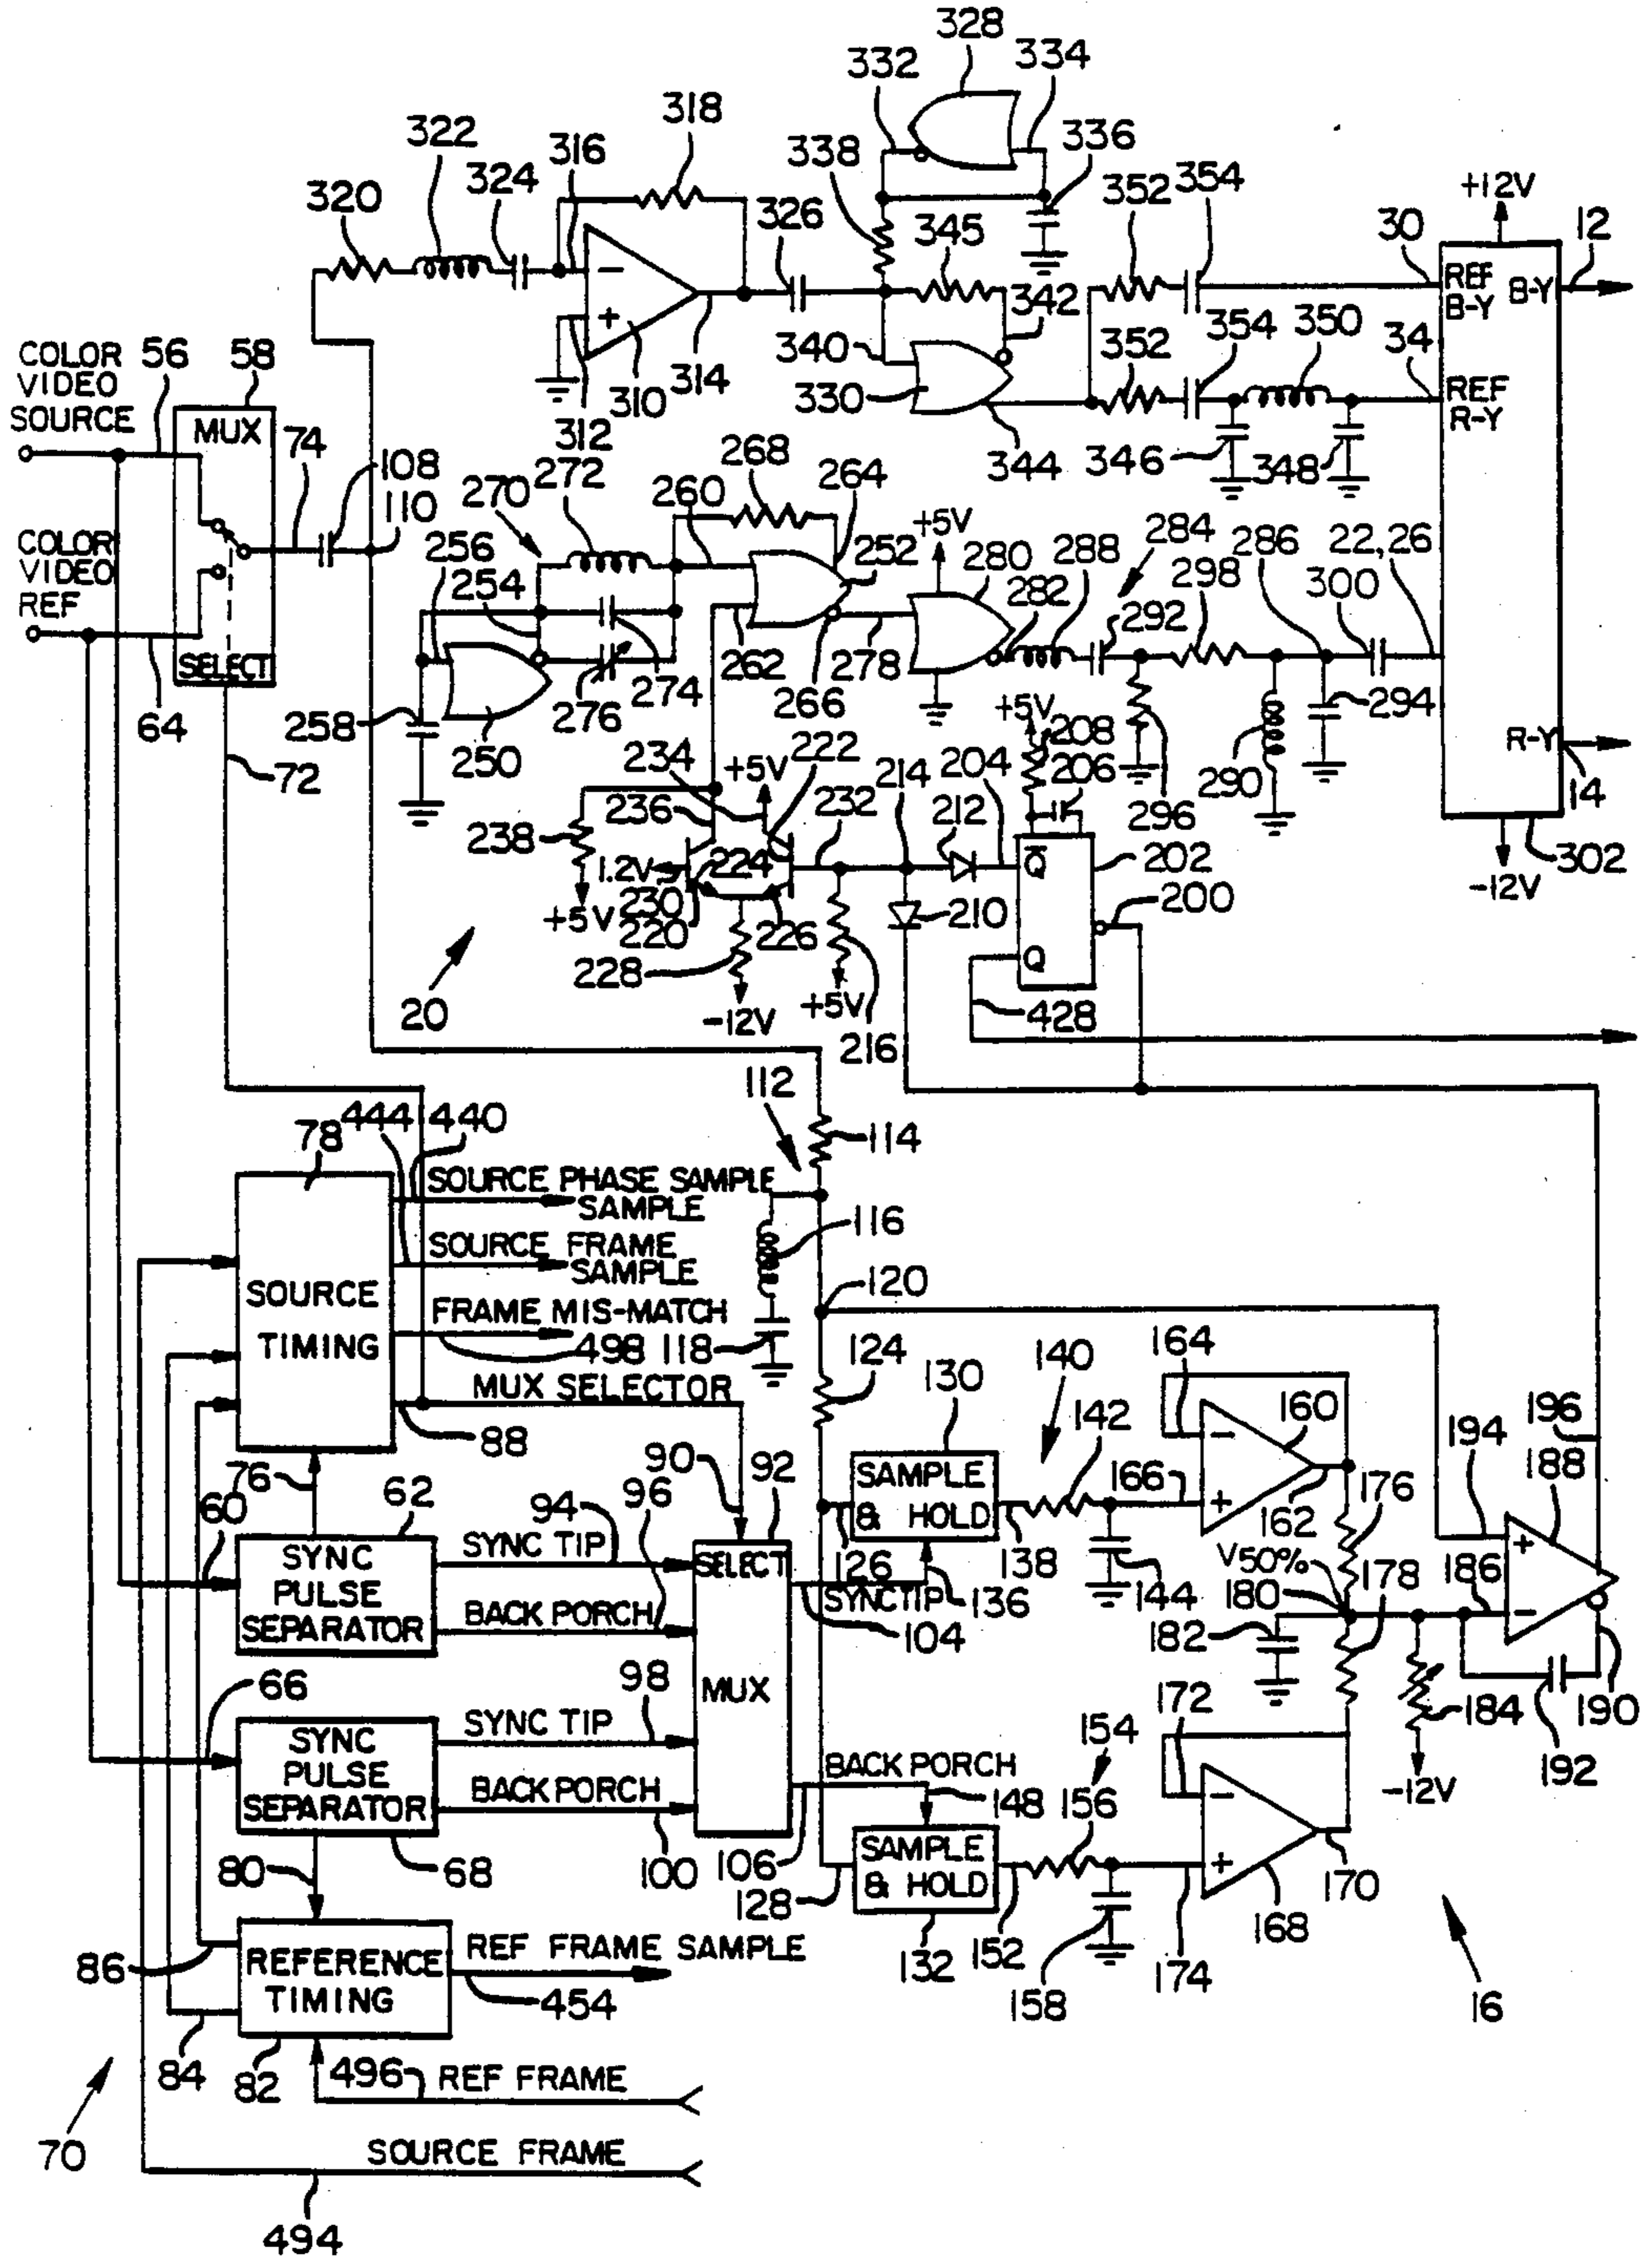 328
332
334
318
322
316
338
336
324
352 354
320
326
345
+12V
30
12
REF
B-Y
B-Y
342
COLOR
VIDEO
SOURCE
56
58
340
352
354 350
34
314
330
310
REF
R-Y
MUX
312
268
344
346
348
74
108
272
264
270
260
+5V
110
252
280
284
COLOR
VIDEO
REF
256
288
286
22,26
254
298
300
282
292
SELECT
262
278
274
266
+5V
276
294
258
64
250
222
208
R-Y
234
+5V
214
204
206
290
72
236
232
212
14
296
238
224
202
1.2V
Q̅
302
-12V
230
200
+5V
210
220
226
228
Q
20
-12V
+5V
428
216
112
444
440
78
114
SOURCE PHASE SAMPLE
SAMPLE
116
SOURCE FRAME
SAMPLE
120
SOURCE
TIMING
FRAME MIS-MATCH
498
118
124
130
140
164
MUX SELECTOR
142
160
196
88
90
92
194
188
76
62
96
SAMPLE
& HOLD
166
176
60
94
162
SYNC TIP
V50%
SYNC
PULSE
SEPARATOR
SELECT
126
138
178
186
SYNC TIP
136
144
180
BACK PORCH
104
182
66
98
MUX
172
184
190
SYNC TIP
154
192
SYNC
PULSE
SEPARATOR
BACK PORCH
-12V
BACK PORCH
148
156
SAMPLE
& HOLD
80
68
100
106
170
128
168
REF FRAME SAMPLE
152
86
REFERENCE
TIMING
132
174
454
158
16
84
82
496
REF FRAME
70
SOURCE FRAME
494